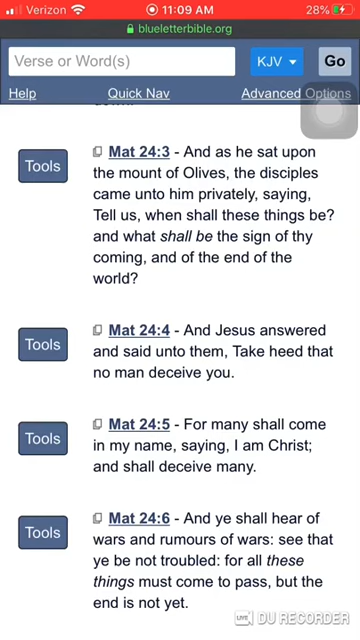 Verizon 11:09 AM 28%
blueletterbible.org
Verse or Word(s) KJV Go
Help Quick Nav Advanced Options
Tools
Mat 24:3 - And as he sat upon
the mount of Olives, the disciples
came unto him privately, saying,
Tell us, when shall these things be?
and what shall be the sign of thy
coming, and of the end of the
world?
Tools
Mat 24:4 - And Jesus answered
and said unto them, Take heed that
no man deceive you.
Tools
Mat 24:5 - For many shall come
in my name, saying, I am Christ;
and shall deceive many.
Tools
Mat 24:6 - And ye shall hear of
wars and rumours of wars: see that
ye be not troubled: for all these
things must come to pass, but the
end is not yet.
LIVE DU RECORDER